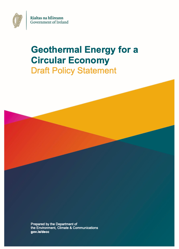 Rialtas na hÉireann
Government of Ireland
Geothermal Energy for a
Circular Economy
Draft Policy Statement
Prepared by the Department of
the Environment, Climate & Communications
gov.ie/decc